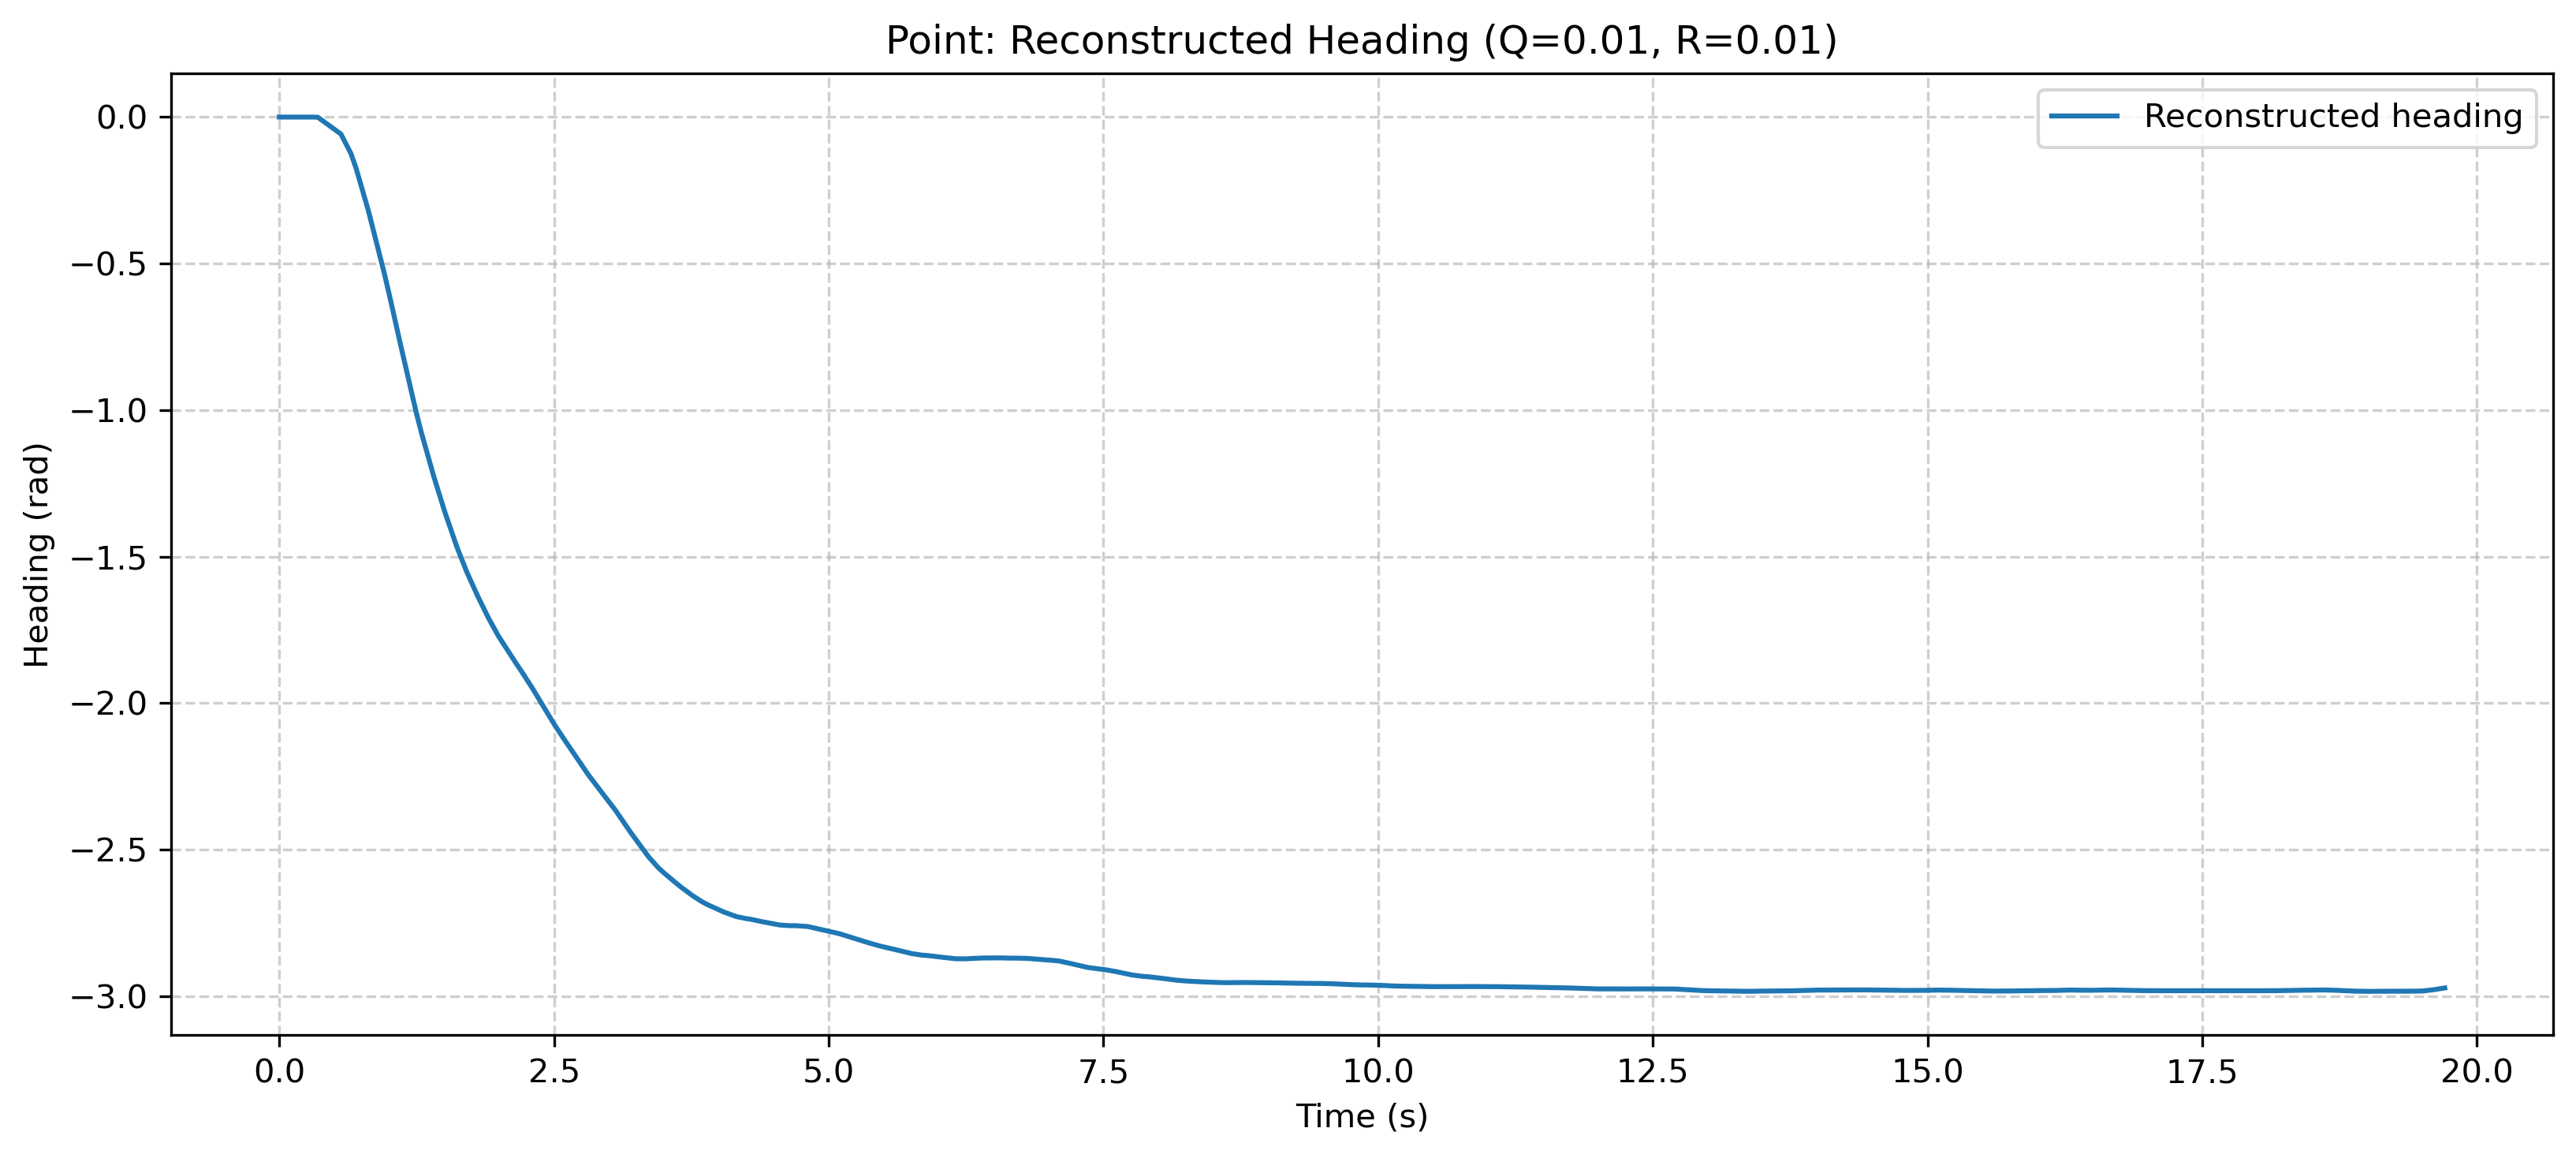 Point: Reconstructed Heading (Q=0.01, R=0.01)
Reconstructed heading
Heading (rad)
0.0
−0.5
−1.0
−1.5
−2.0
−2.5
−3.0
0.0 2.5 5.0 7.5 10.0 12.5 15.0 17.5 20.0
Time (s)